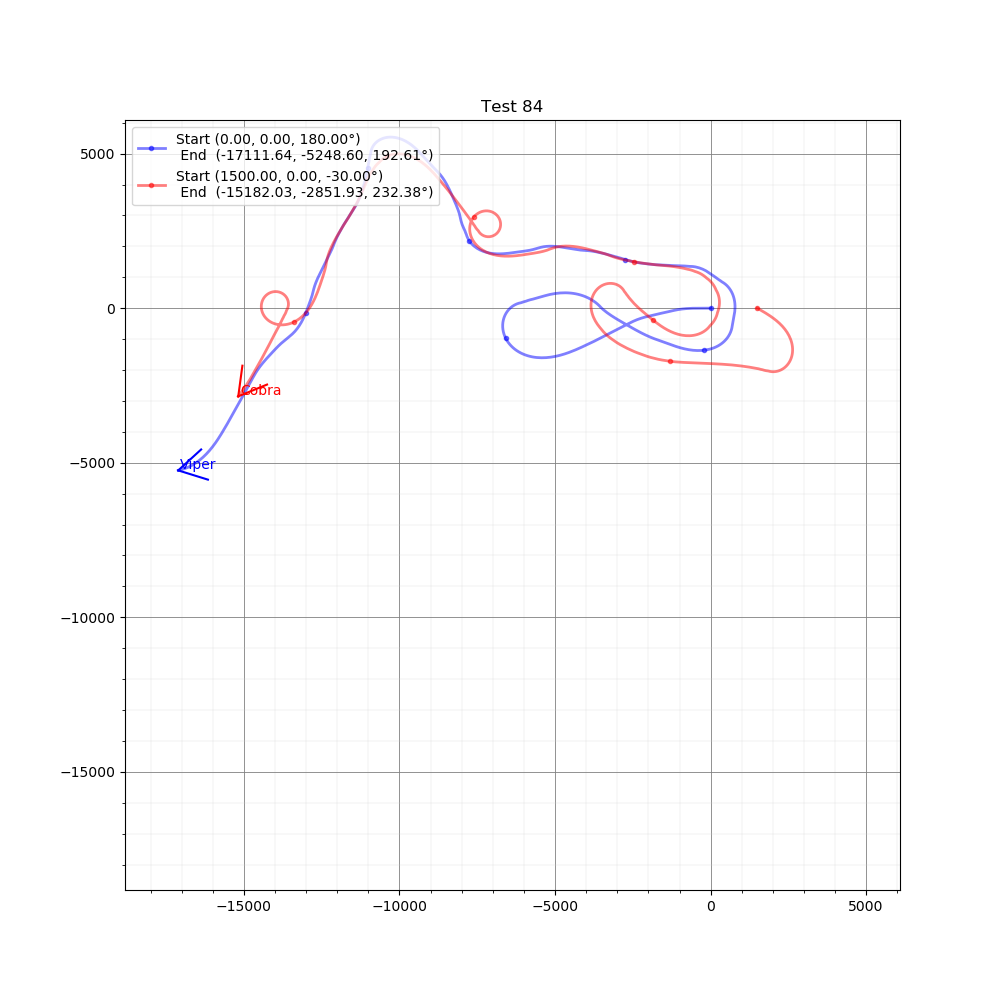 Test 84
Start (0.00, 0.00, 180.00°)
End (-17111.64, -5248.60, 192.61°)
Start (1500.00, 0.00, -30.00°)
End (-15182.03, -2851.93, 232.38°)
5000
0
−5000
−10000
−15000
Cobra
Viper
−15000
−10000
−5000
0
5000